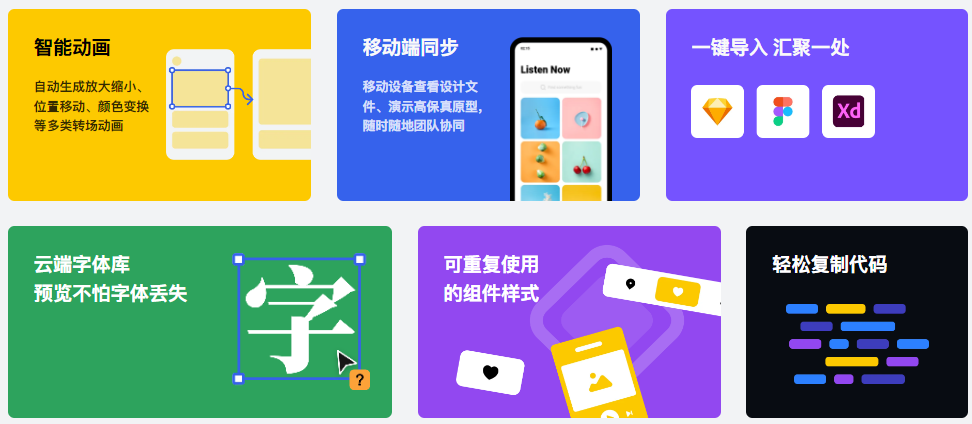 智能动画
自动生成放大缩小、
位置移动、颜色变换
等多类转场动画
移动端同步
移动设备查看设计文
件、演示高保真原型,
随时随地团队协同
Listen Now
一键导入 汇聚一处
Xd
云端字体库
预览不怕字体丢失
字
?
可重复使用
的组件样式
轻松复制代码